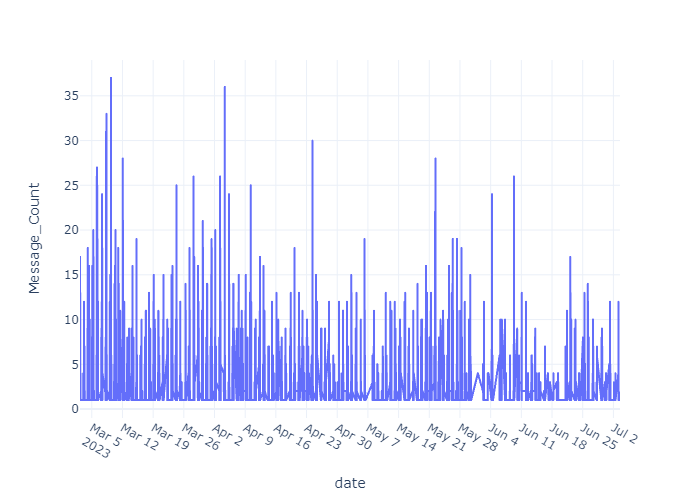 Message_Count
35
30
25
20
15
10
5
0
Mar 5
2023
Mar 12
Mar 19
Mar 26
Apr 2
Apr 9
Apr 16
Apr 23
Apr 30
May 7
May 14
May 21
May 28
Jun 4
Jun 11
Jun 18
Jun 25
Jul 2
date